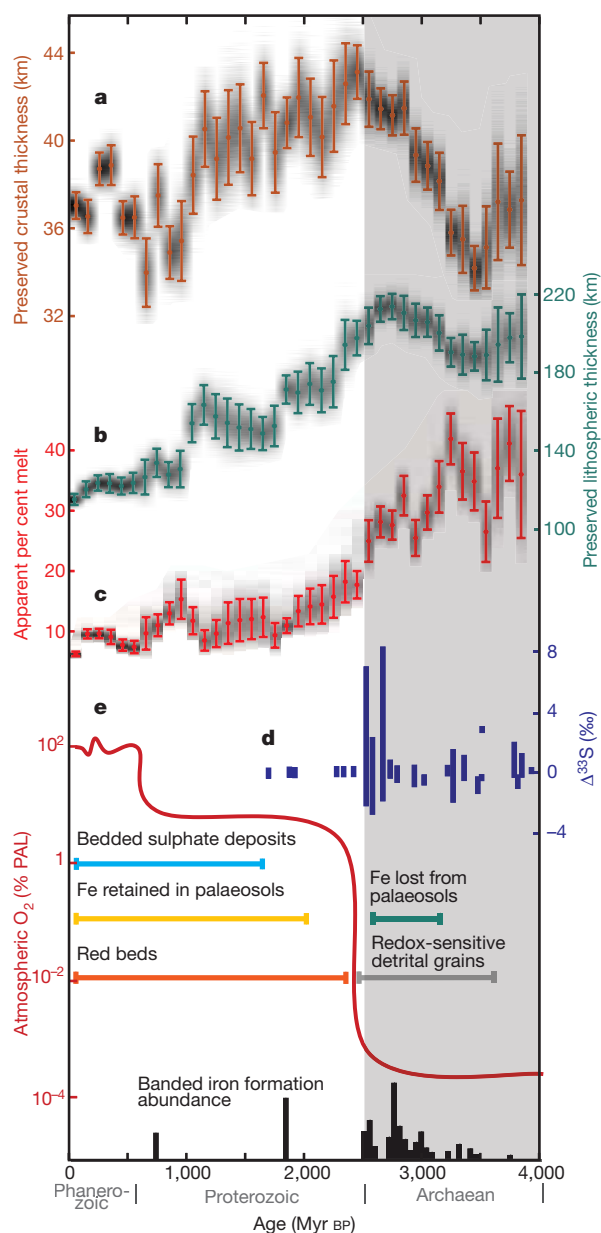 44
a
40
36
32
Preserved crustal thickness (km)
220
180
140
100
Preserved lithospheric thickness (km)
b
40
30
20
10
Apparent per cent melt
c
e
d
8
4
0
–4
Δ³³S (‰)
10²
1
10⁻²
10⁻⁴
Atmospheric O₂ (% PAL)
Bedded sulphate deposits
Fe retained in palaeosols
Fe lost from
palaeosols
Red beds
Redox-sensitive
detrital grains
Banded iron formation
abundance
0 1,000 2,000 3,000 4,000
Phanero-
zoic
Proterozoic
Archaean
Age (Myr BP)